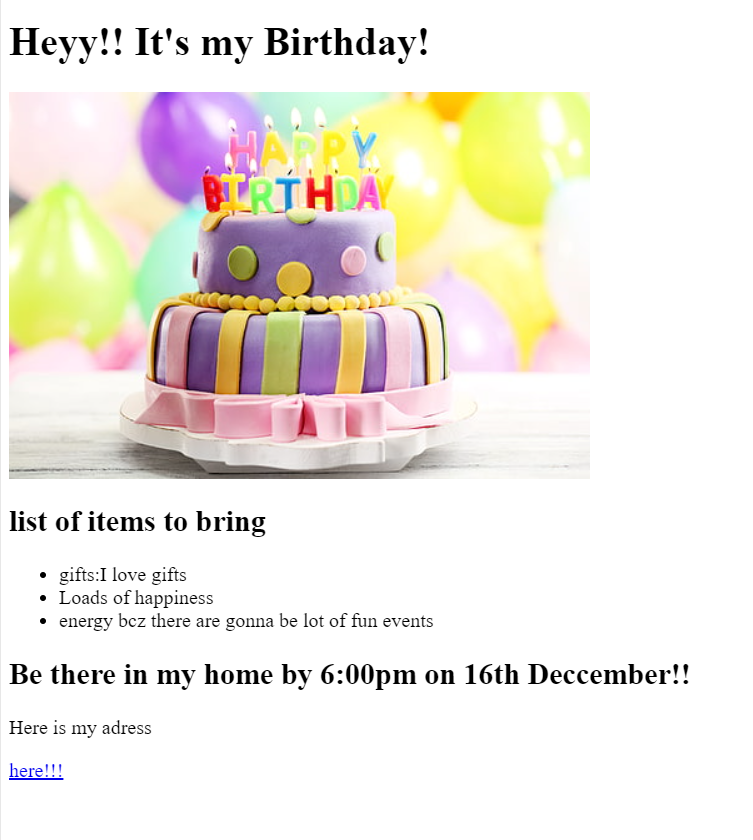 Heyy!! It's my Birthday!
HAPPY
BIRTHDAY
list of items to bring
gifts:I love gifts
Loads of happiness
energy bcz there are gonna be lot of fun events
Be there in my home by 6:00pm on 16th Deccember!!
Here is my adress
here!!!